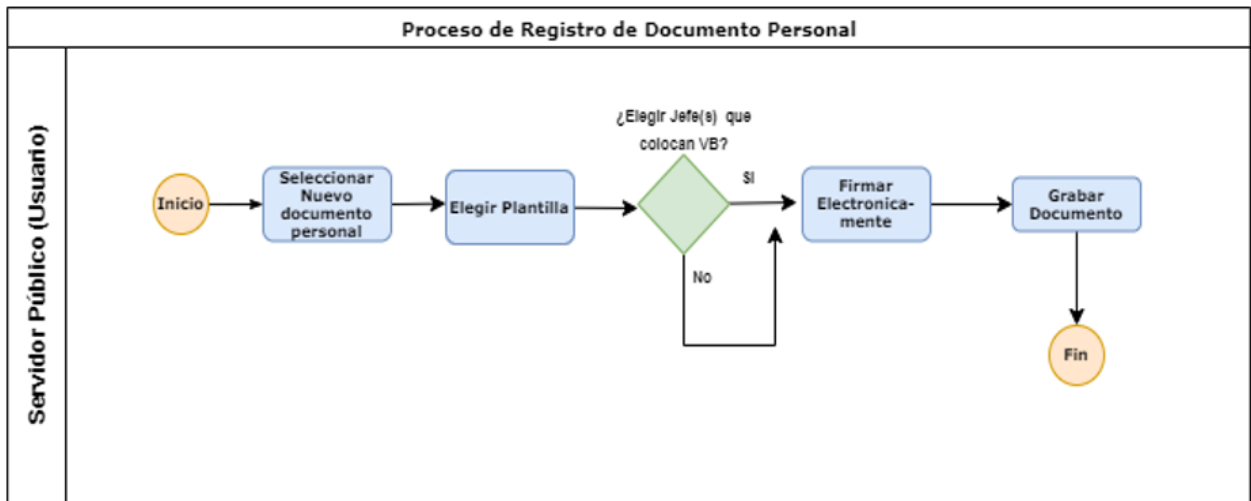 Proceso de Registro de Documento Personal
Servidor Público (Usuario)
Inicio
Seleccionar
Nuevo
documento
personal
Elegir Plantilla
¿Elegir Jefe(s) que
colocan VB?
SI
No
Firmar
Electronica-
mente
Grabar
Documento
Fin